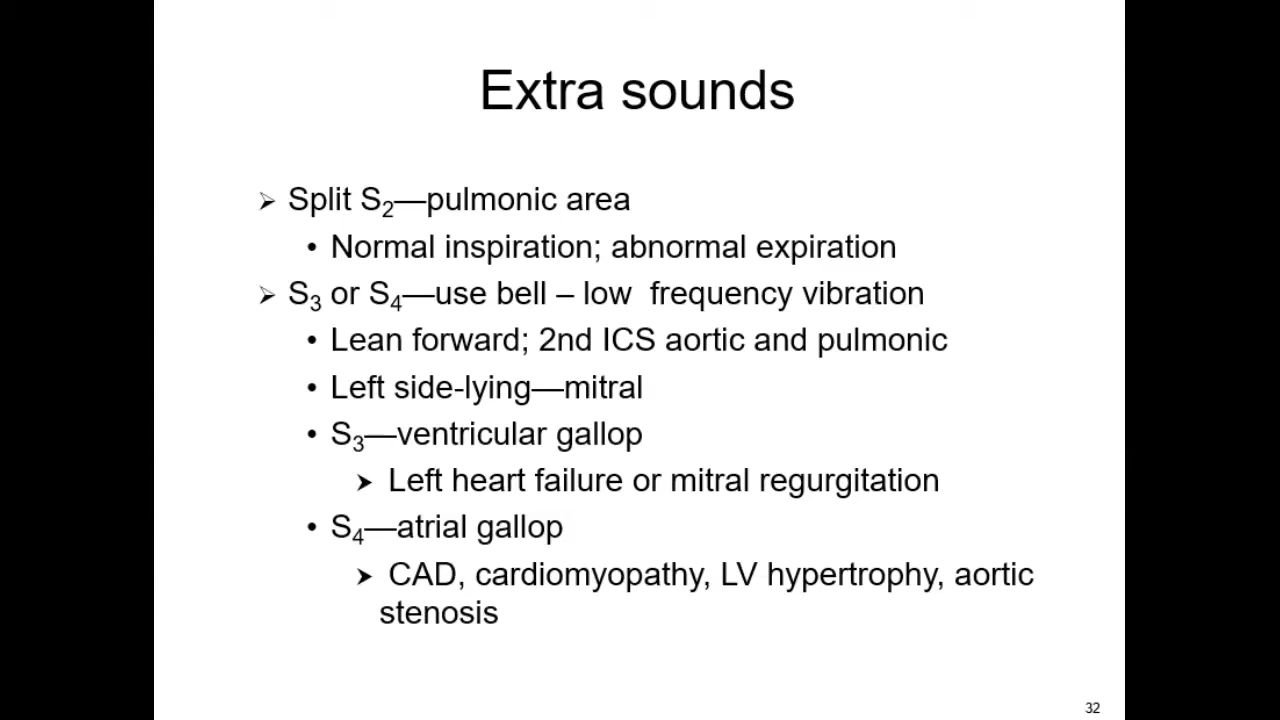 Extra sounds
➢ Split S₂—pulmonic area
• Normal inspiration; abnormal expiration
➢ S₃ or S₄—use bell – low  frequency vibration
• Lean forward; 2nd ICS aortic and pulmonic
• Left side-lying—mitral
• S₃—ventricular gallop
➤ Left heart failure or mitral regurgitation
• S₄—atrial gallop
➤ CAD, cardiomyopathy, LV hypertrophy, aortic
stenosis
32